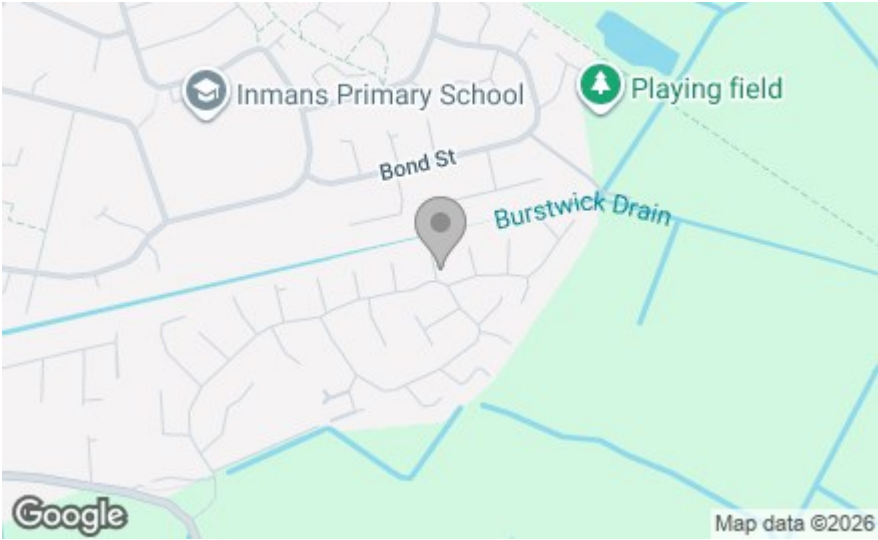 Inmans Primary School
Playing field
Bond St
Burstwick Drain
Google
Map data ©2026